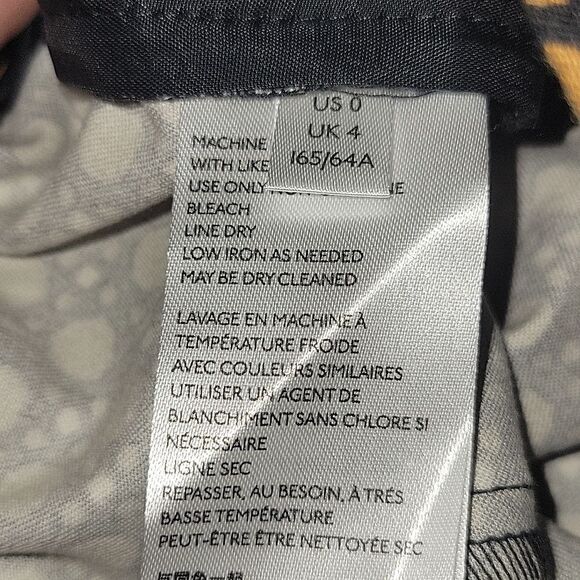 US 0
UK 4
165/64A
MACHINE
WITH LIKE
USE ONLY
BLEACH
LINE DRY
LOW IRON AS NEEDED
MAY BE DRY CLEANED
LAVAGE EN MACHINE À
TEMPÉRATURE FROIDE
AVEC COULEURS SIMILAIRES
UTILISER UN AGENT DE
BLANCHIMENT SANS CHLORE SI
NÉCESSAIRE
LIGNE SEC
REPASSER, AU BESOIN, À TRÈS
BASSE TEMPÉRATURE
PEUT-ÊTRE ÊTRE NETTOYÉE SEC